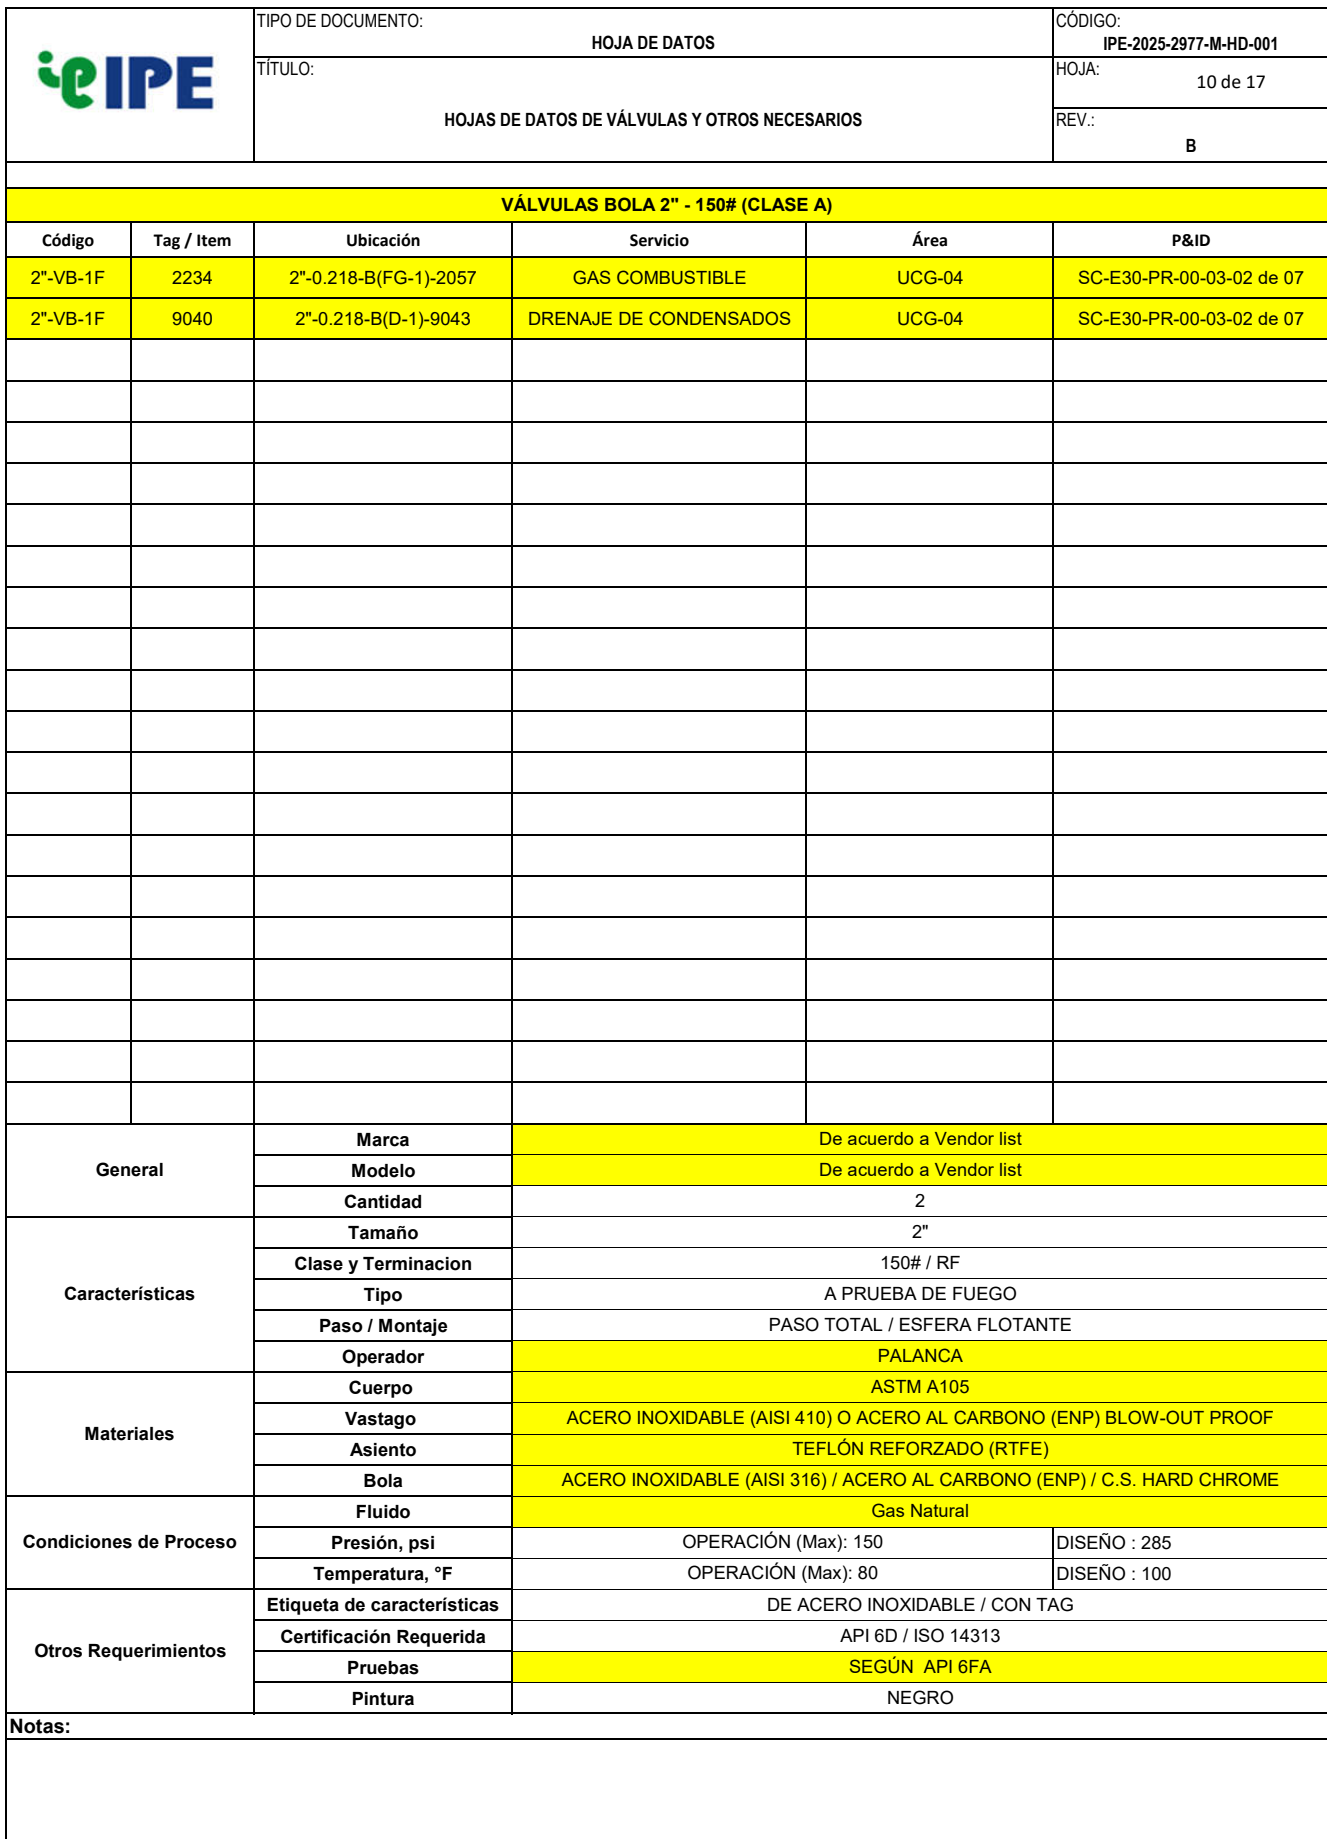 IPE
TIPO DE DOCUMENTO:
HOJA DE DATOS
CÓDIGO:
IPE-2025-2977-M-HD-001
TÍTULO:
HOJAS DE DATOS DE VÁLVULAS Y OTROS NECESARIOS
HOJA:
10 de 17
REV.:
B
VÁLVULAS BOLA 2" - 150# (CLASE A)
Código Tag / Item Ubicación Servicio Área P&ID
2"-VB-1F 2234 2"-0.218-B(FG-1)-2057 GAS COMBUSTIBLE UCG-04 SC-E30-PR-00-03-02 de 07
2"-VB-1F 9040 2"-0.218-B(D-1)-9043 DRENAJE DE CONDENSADOS UCG-04 SC-E30-PR-00-03-02 de 07
General
Marca De acuerdo a Vendor list
Modelo De acuerdo a Vendor list
Cantidad 2
Características
Tamaño 2"
Clase y Terminacion 150# / RF
Tipo A PRUEBA DE FUEGO
Paso / Montaje PASO TOTAL / ESFERA FLOTANTE
Operador PALANCA
Materiales
Cuerpo ASTM A105
Vastago ACERO INOXIDABLE (AISI 410) O ACERO AL CARBONO (ENP) BLOW-OUT PROOF
Asiento TEFLÓN REFORZADO (RTFE)
Bola ACERO INOXIDABLE (AISI 316) / ACERO AL CARBONO (ENP) / C.S. HARD CHROME
Condiciones de Proceso
Fluido Gas Natural
Presión, psi OPERACIÓN (Max): 150 DISEÑO : 285
Temperatura, °F OPERACIÓN (Max): 80 DISEÑO : 100
Otros Requerimientos
Etiqueta de características DE ACERO INOXIDABLE / CON TAG
Certificación Requerida API 6D / ISO 14313
Pruebas SEGÚN API 6FA
Pintura NEGRO
Notas: